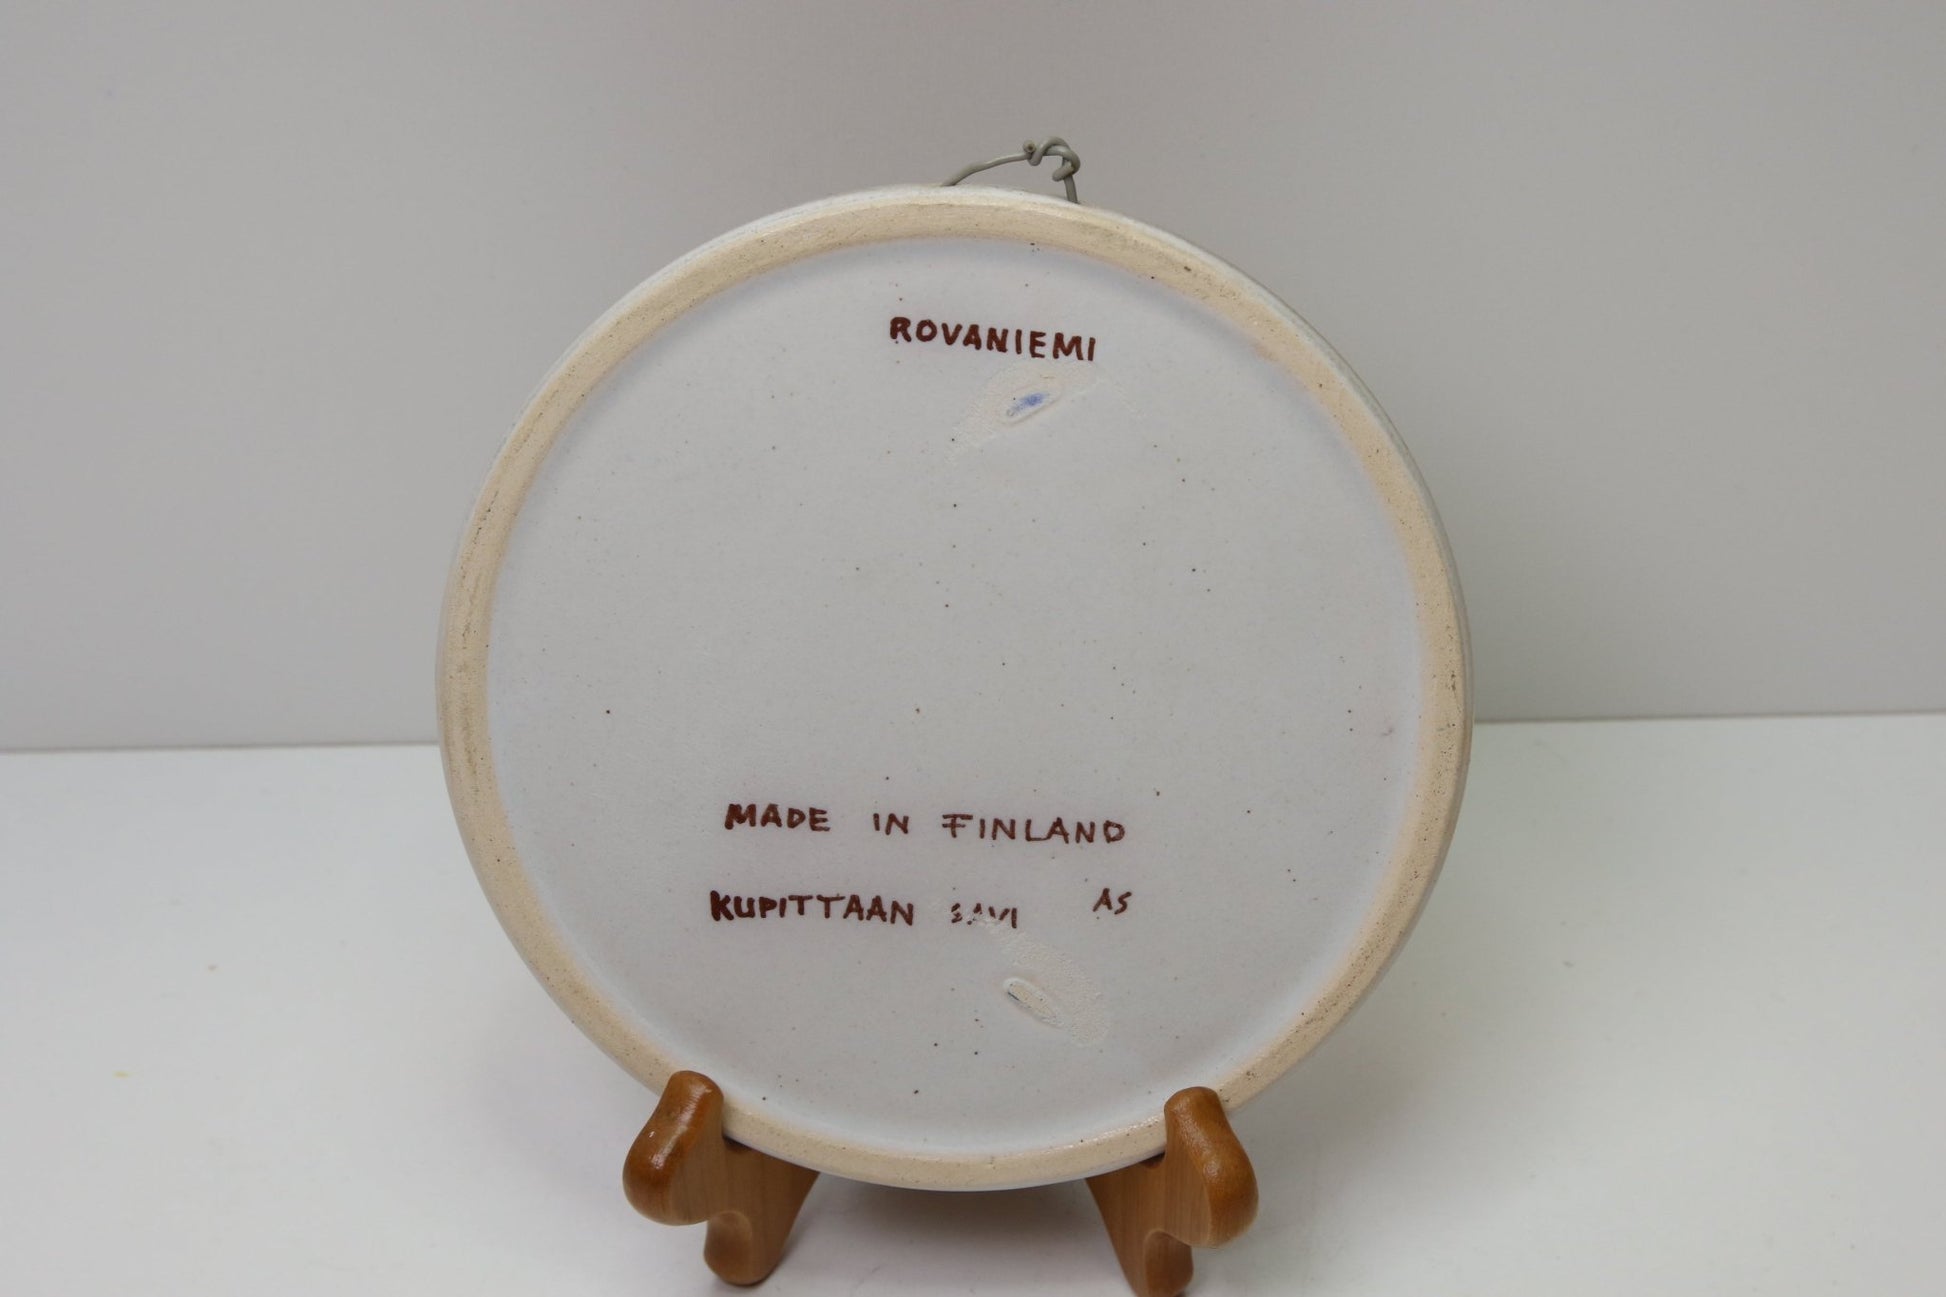 ROVANIEMI
MADE IN FINLAND
KUPITTAAN SAVI AS